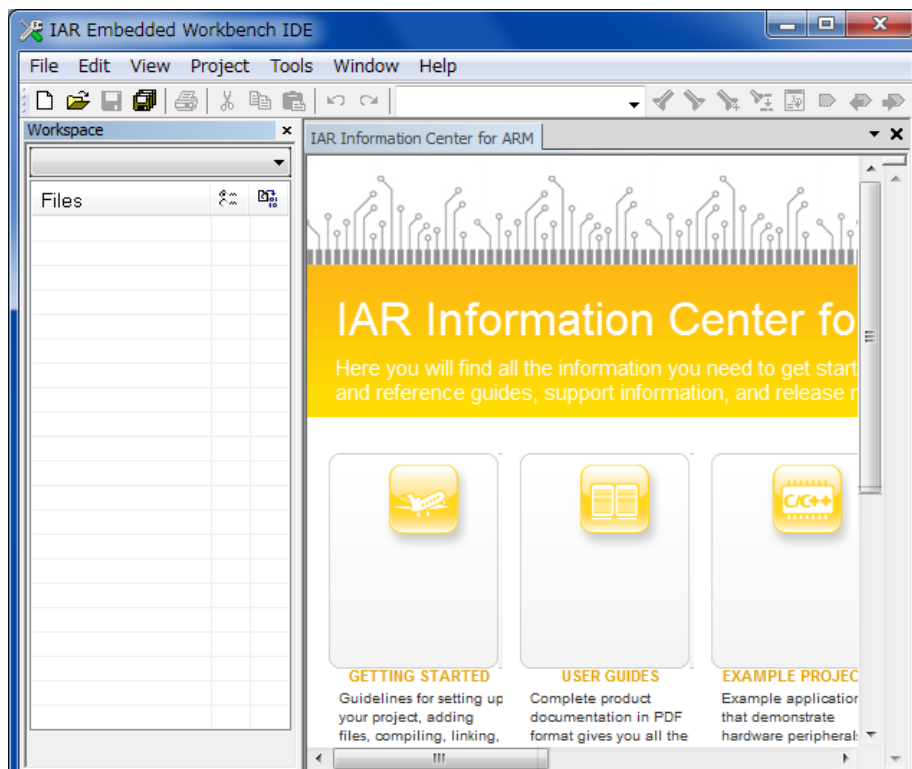 IAR Embedded Workbench IDE
File Edit View Project Tools Window Help
Workspace
IAR Information Center for ARM
Files
IAR Information Center fo
Here you will find all the information you need to get start
and reference guides, support information, and release
C/C++
GETTING STARTED
Guidelines for setting up
your project, adding
files, compiling, linking,
USER GUIDES
Complete product
documentation in PDF
format gives you all the
EXAMPLE PROJEC
Example application
that demonstrate
hardware peripheral